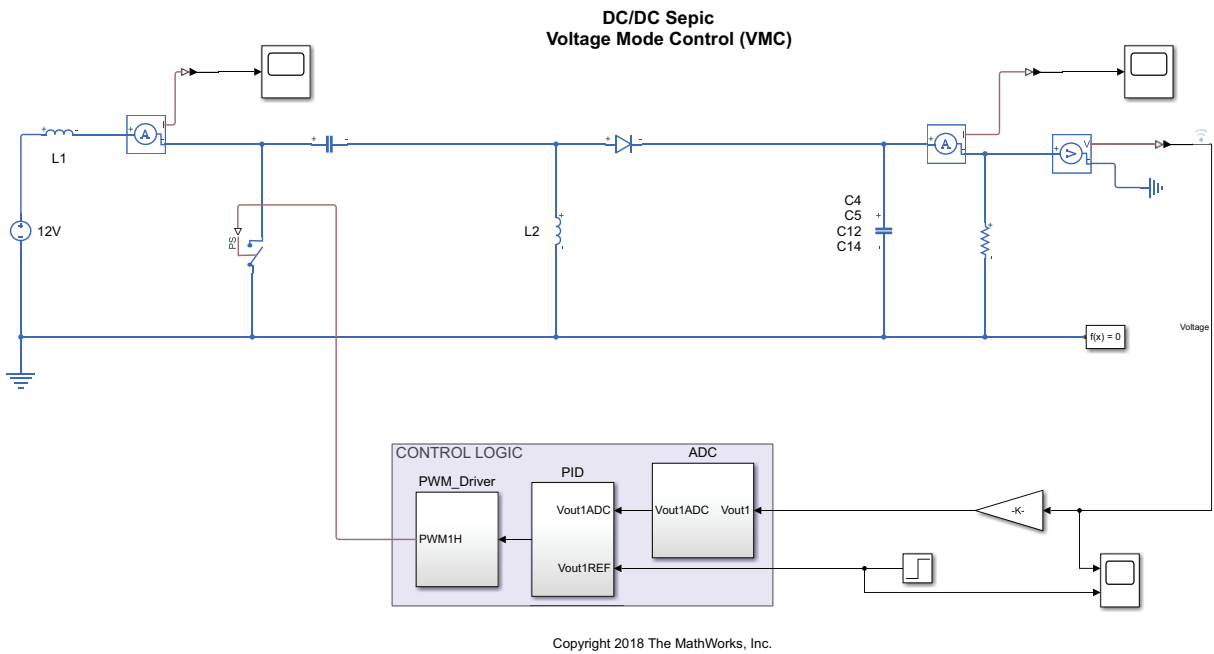 DC/DC Sepic
Voltage Mode Control (VMC)
+
-
L1
+
A
I
-
+
-
+
-
+
A
I
-
+
V
V
-
12V
PS
L2
+
-
C4
C5
C12
C14
+
-
+
-
Voltage
f(x) = 0
CONTROL LOGIC
ADC
PID
PWM_Driver
Vout1ADC
Vout1ADC
Vout1
-K-
PWM1H
Vout1REF
Copyright 2018 The MathWorks, Inc.